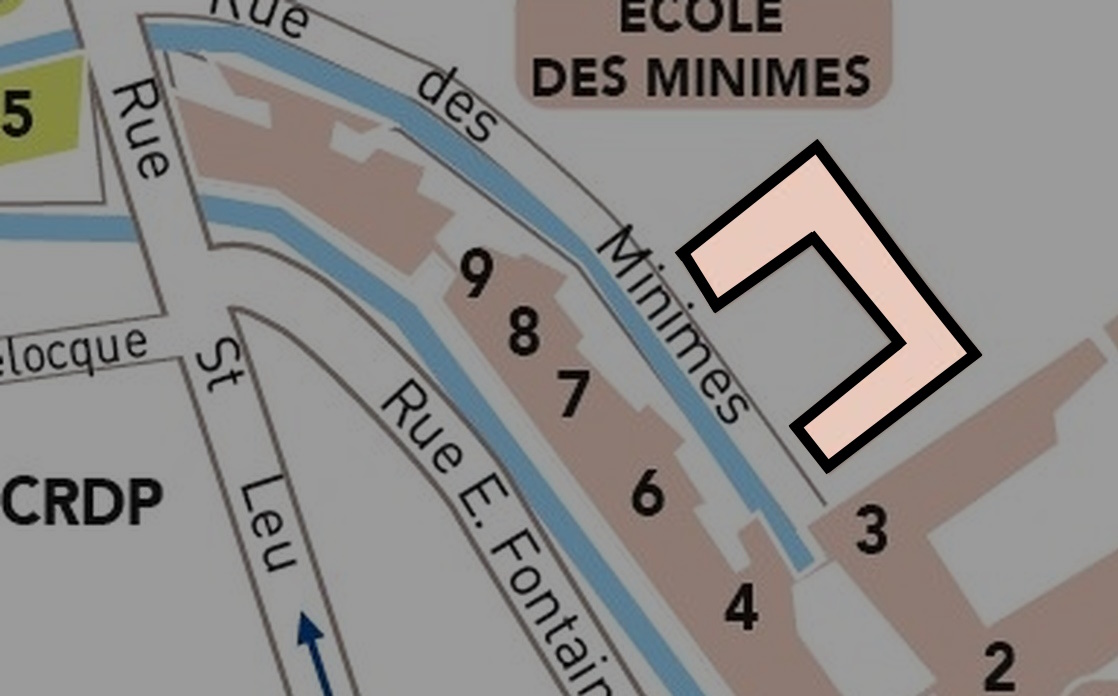 ECOLE
DES MINIMES
Rue des Minimes
5
Rue St Leu
9
8
7
6
4
3
2
Rue E. Fontain
elocque
CRDP